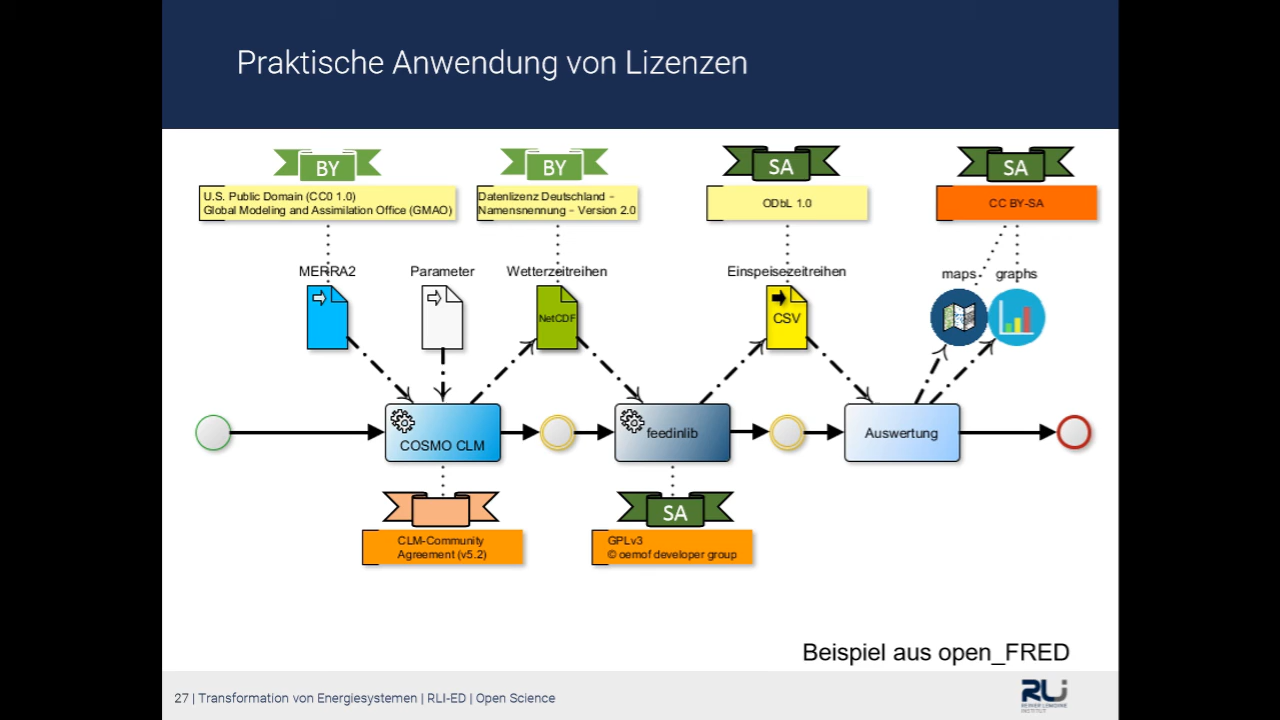 Praktische Anwendung von Lizenzen
BY
BY
SA
SA
U.S. Public Domain (CC0 1.0)
Global Modeling and Assimilation Office (GMAO)
Datenlizenz Deutschland –
Namensnennung – Version 2.0
ODbL 1.0
CC BY-SA
MERRA2
Parameter
Wetterzeitreihen
Einspeisezeitreihen
maps
graphs
NetCDF
CSV
COSMO CLM
feedinlib
Auswertung
SA
CLM-Community
Agreement (v5.2)
GPLv3
© oemof developer group
Beispiel aus open_FRED
27 | Transformation von Energiesystemen | RLI-ED | Open Science
RLI
REINER LEMOINE
INSTITUT